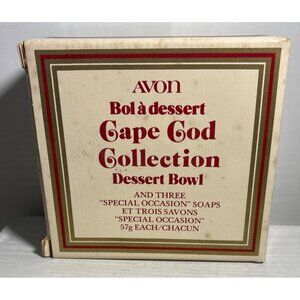 AVON
Bol à dessert
Cape Cod
Collection
Dessert Bowl
AND THREE
"SPECIAL OCCASION" SOAPS
ET TROIS SAVONS
"SPECIAL OCCASION"
57g EACH/CHACUN